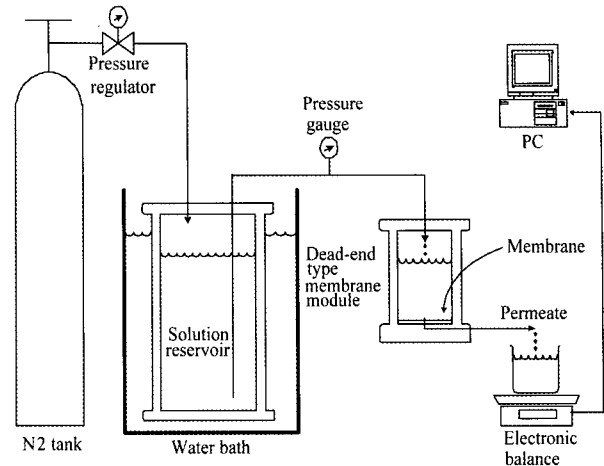 Pressure
regulator
Pressure
gauge
PC
Dead-end
type
membrane
module
Membrane
Solution
reservoir
Permeate
N2 tank
Water bath
Electronic
balance